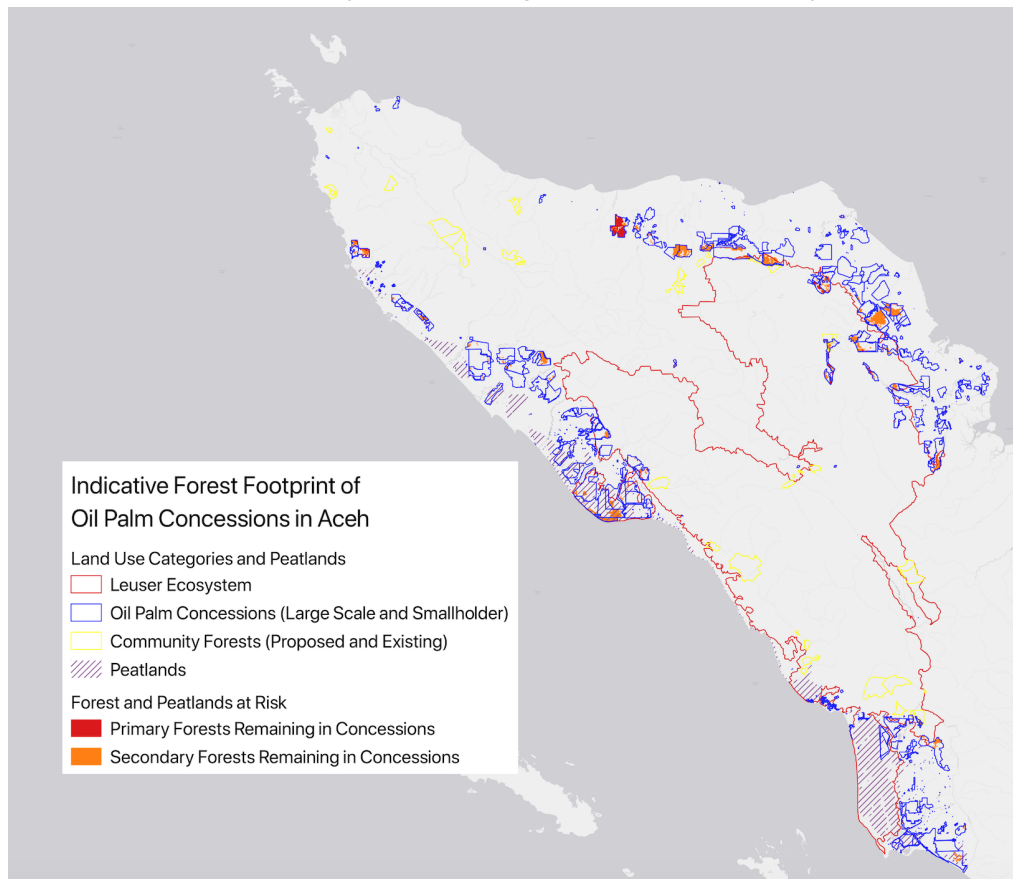 Indicative Forest Footprint of
Oil Palm Concessions in Aceh
Land Use Categories and Peatlands
Leuser Ecosystem
Oil Palm Concessions (Large Scale and Smallholder)
Community Forests (Proposed and Existing)
Peatlands
Forest and Peatlands at Risk
Primary Forests Remaining in Concessions
Secondary Forests Remaining in Concessions